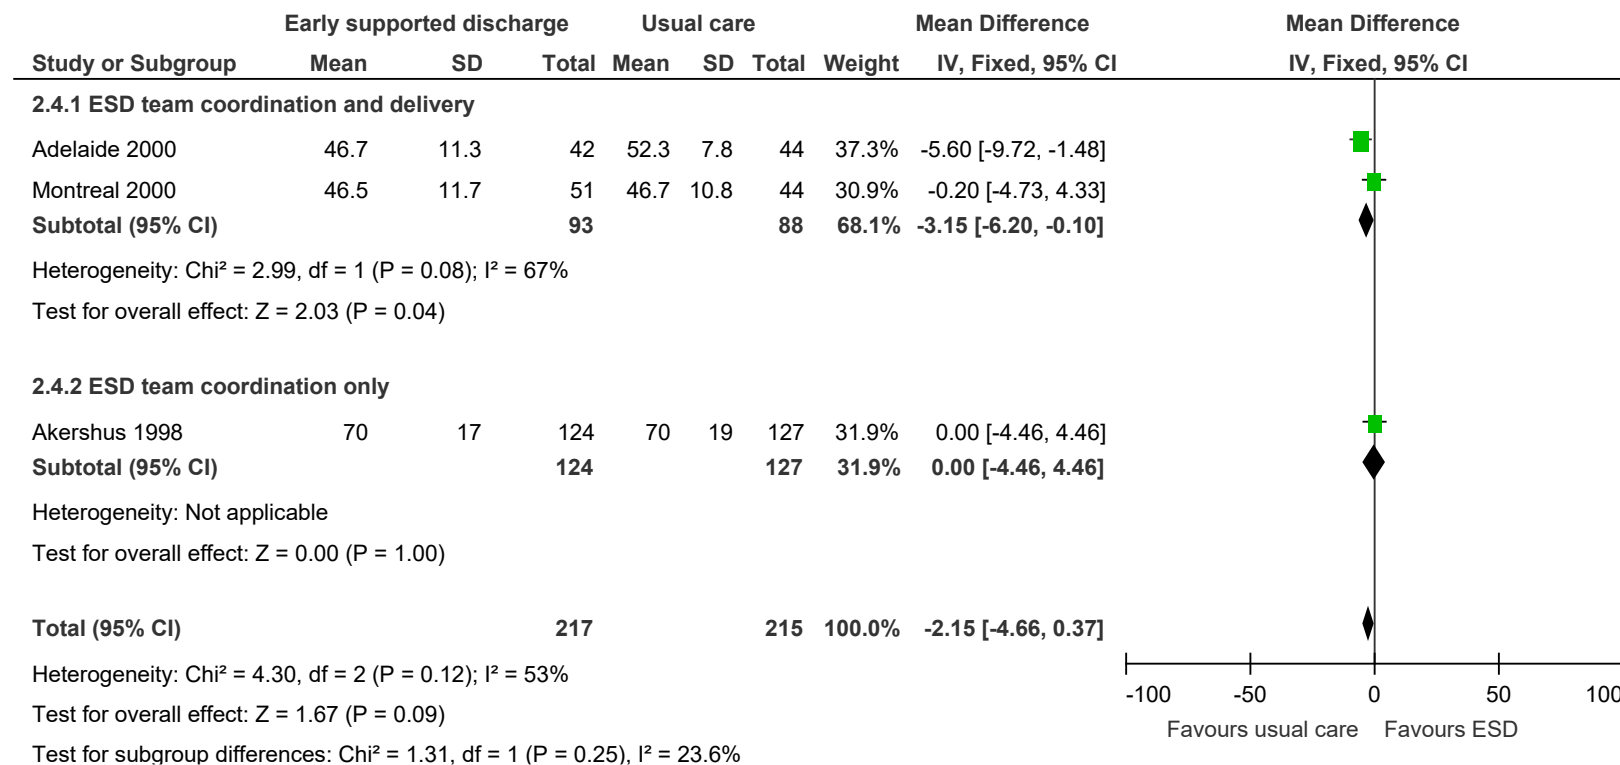 Early supported discharge Usual care Mean Difference Mean Difference
Study or Subgroup Mean SD Total Mean SD Total Weight IV, Fixed, 95% CI IV, Fixed, 95% CI
2.4.1 ESD team coordination and delivery
Adelaide 2000 46.7 11.3 42 52.3 7.8 44 37.3% -5.60 [-9.72, -1.48]
Montreal 2000 46.5 11.7 51 46.7 10.8 44 30.9% -0.20 [-4.73, 4.33]
Subtotal (95% CI) 93 88 68.1% -3.15 [-6.20, -0.10]
Heterogeneity: Chi² = 2.99, df = 1 (P = 0.08); I² = 67%
Test for overall effect: Z = 2.03 (P = 0.04)
2.4.2 ESD team coordination only
Akershus 1998 70 17 124 70 19 127 31.9% 0.00 [-4.46, 4.46]
Subtotal (95% CI) 124 127 31.9% 0.00 [-4.46, 4.46]
Heterogeneity: Not applicable
Test for overall effect: Z = 0.00 (P = 1.00)
Total (95% CI) 217 215 100.0% -2.15 [-4.66, 0.37]
Heterogeneity: Chi² = 4.30, df = 2 (P = 0.12); I² = 53%
Test for overall effect: Z = 1.67 (P = 0.09)
Test for subgroup differences: Chi² = 1.31, df = 1 (P = 0.25), I² = 23.6%
-100 -50 0 50 100
Favours usual care Favours ESD